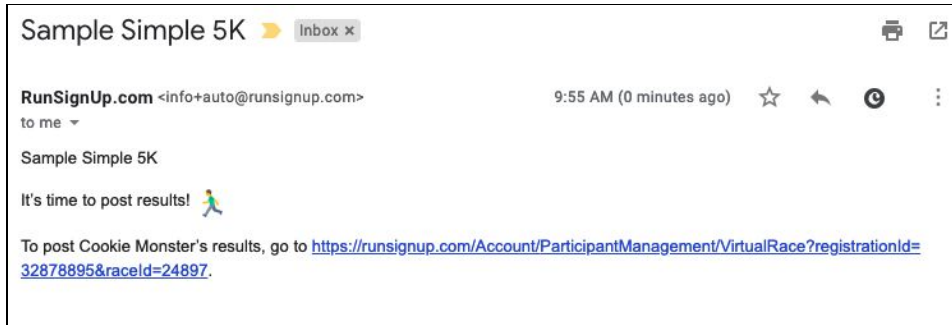 Sample Simple 5K
Inbox ×
RunSignUp.com <info+auto@runsignup.com>
9:55 AM (0 minutes ago)
to me
Sample Simple 5K
It's time to post results! 🏃‍♂️
To post Cookie Monster's results, go to https://runsignup.com/Account/ParticipantManagement/VirtualRace?registrationId=
32878895&raceId=24897.